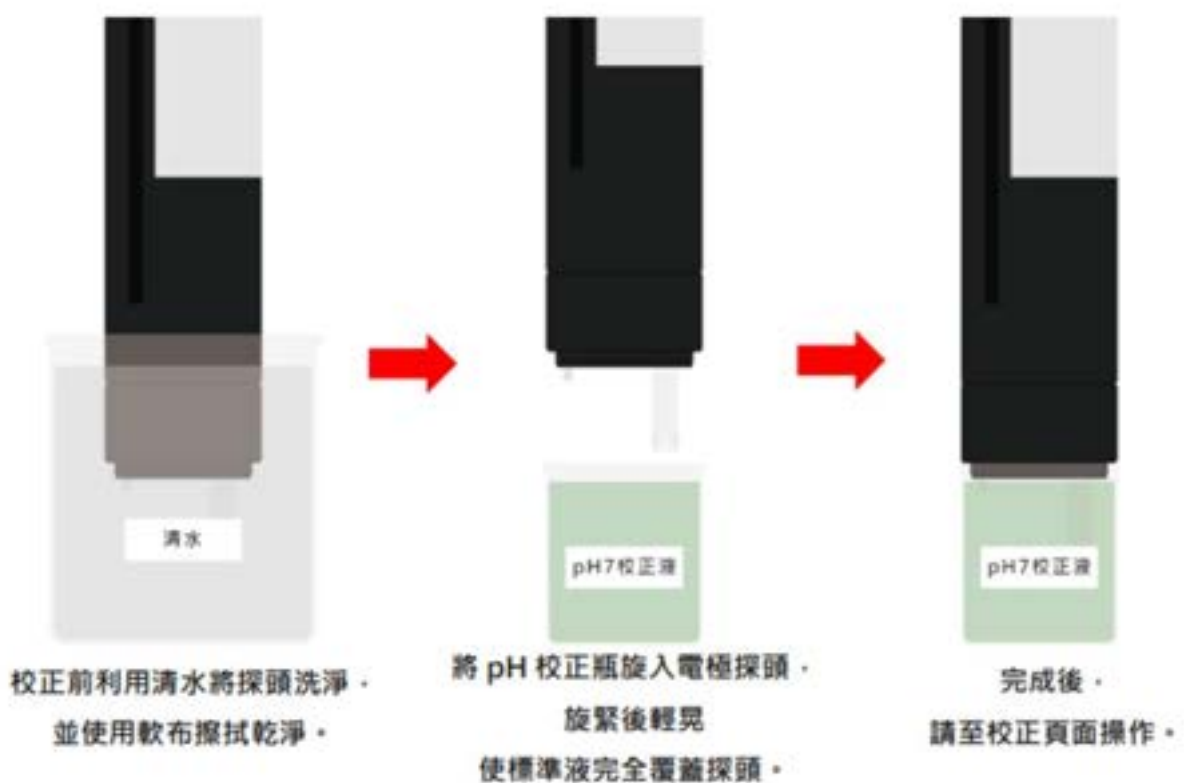 清水
校正前利用清水將探頭洗淨，
並使用軟布擦拭乾淨。
pH7校正液
將 pH 校正瓶旋入電極探頭，
旋緊後輕晃
使標準液完全覆蓋探頭。
pH7校正液
完成後，
請至校正頁面操作。